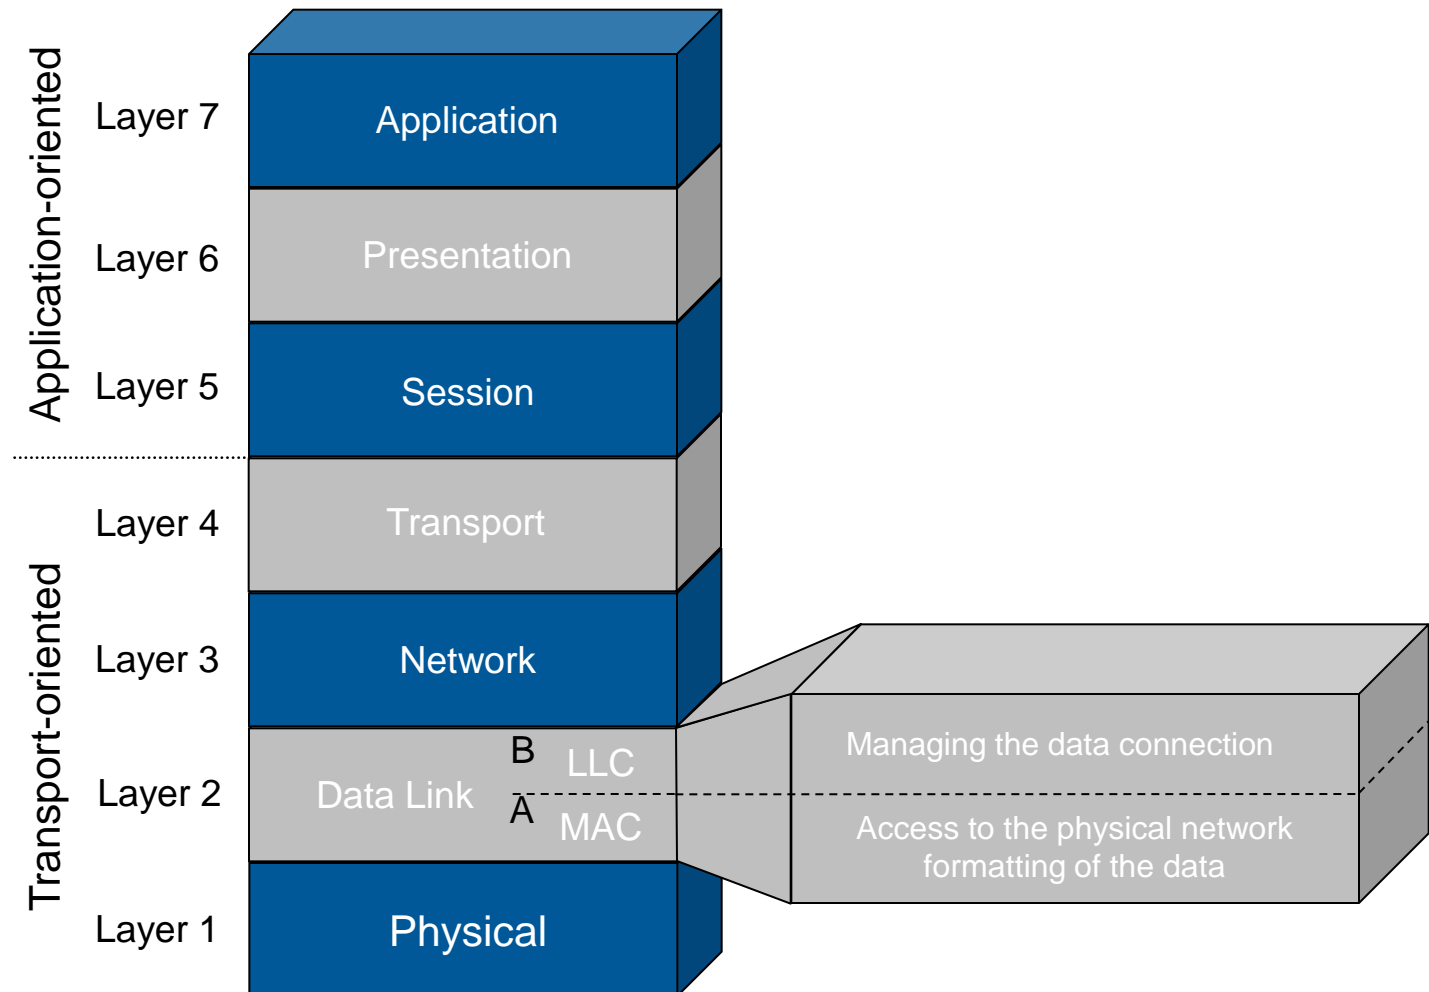 Application-oriented
Layer 7
Application
Layer 6
Presentation
Layer 5
Session
Transport-oriented
Layer 4
Transport
Layer 3
Network
Layer 2
Data Link
B
LLC
A
MAC
Managing the data connection
Access to the physical network
formatting of the data
Layer 1
Physical